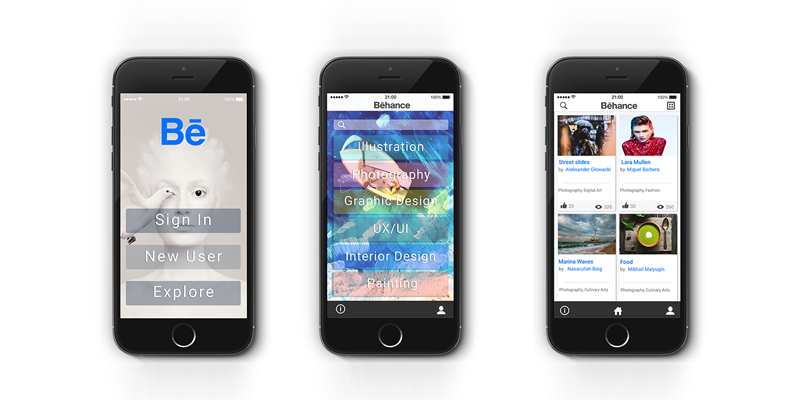 21:00
100%
Bē
Sign In
New User
Explore
21:00
100%
Bēhance
Illustration
Photography
Graphic Design
UX/UI
Interior Design
Painting
21:00
100%
Bēhance
Street slides
by Aleksander Glowacki
Photography, Digital Art
22
320
Lara Mullen
by Miguel Barbera
Photography, Fashion
50
260
Marina Waves
by Nasarullah Baig
Photography, Culinary Arts
Food
by Mikhail Malyugin
Photography, Culinary Arts